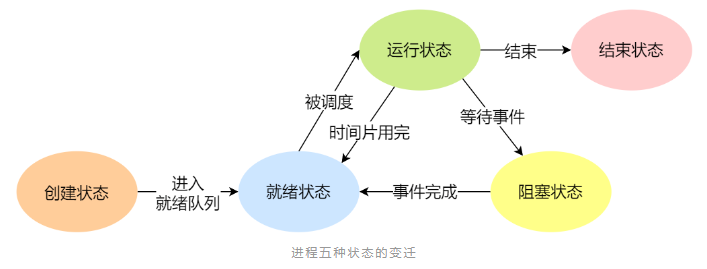 运行状态
结束
结束状态
被调度
时间片用完
等待事件
创建状态
进入
就绪队列
就绪状态
事件完成
阻塞状态
进程五种状态的变迁